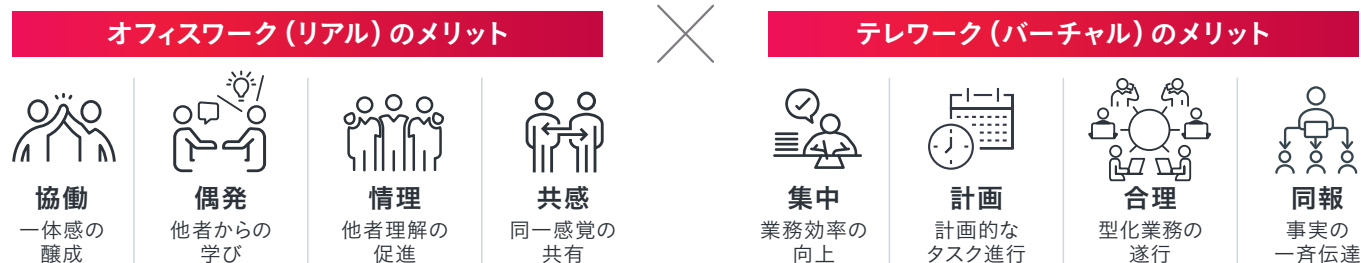 オフィスワーク（リアル）のメリット
協働
一体感の
醸成
偶発
他者からの
学び
情理
他者理解の
促進
共感
同一感覚の
共有
テレワーク（バーチャル）のメリット
集中
業務効率の
向上
計画
計画的な
タスク進行
合理
型化業務の
遂行
同報
事実の
一斉伝達